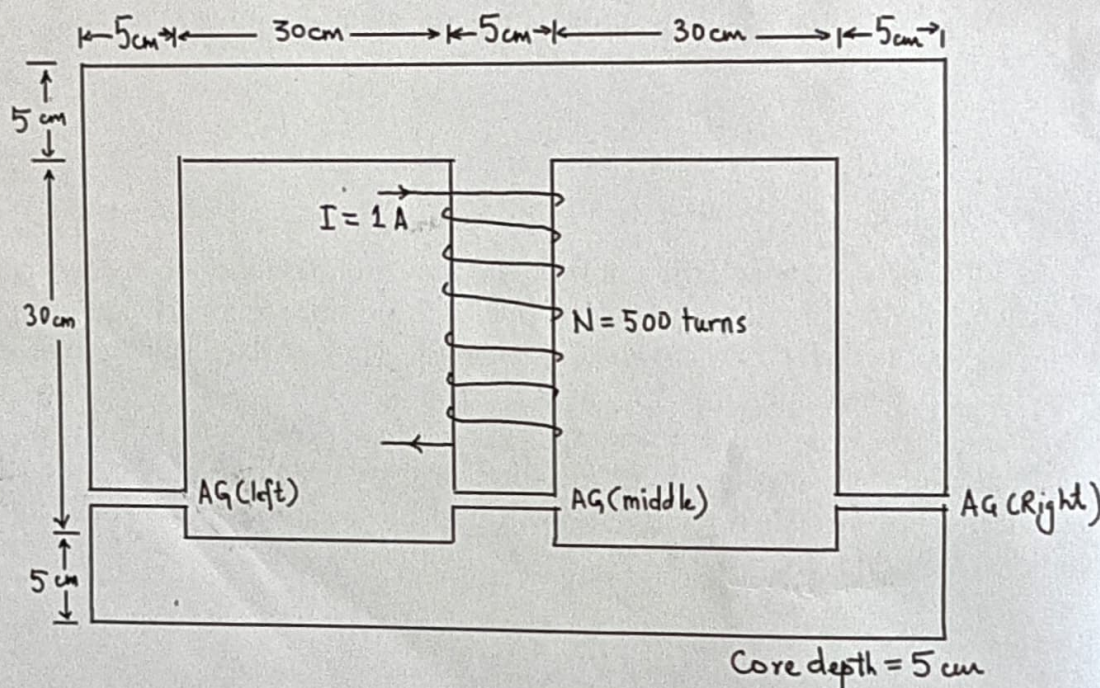 5cm 30cm 5cm 30cm 5cm
5 cm
I = 1 A
30cm
N = 500 turns
AG (left)
AG (middle)
AG (Right)
5 cm
Core depth = 5 cm